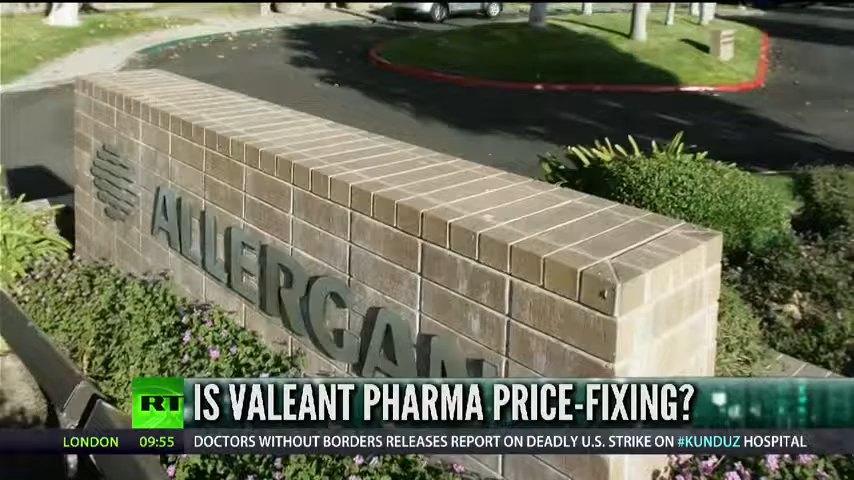 ALLERGAN
RT
IS VALEANT PHARMA PRICE-FIXING?
LONDON 09:55 DOCTORS WITHOUT BORDERS RELEASES REPORT ON DEADLY U.S. STRIKE ON #KUNDUZ HOSPITAL